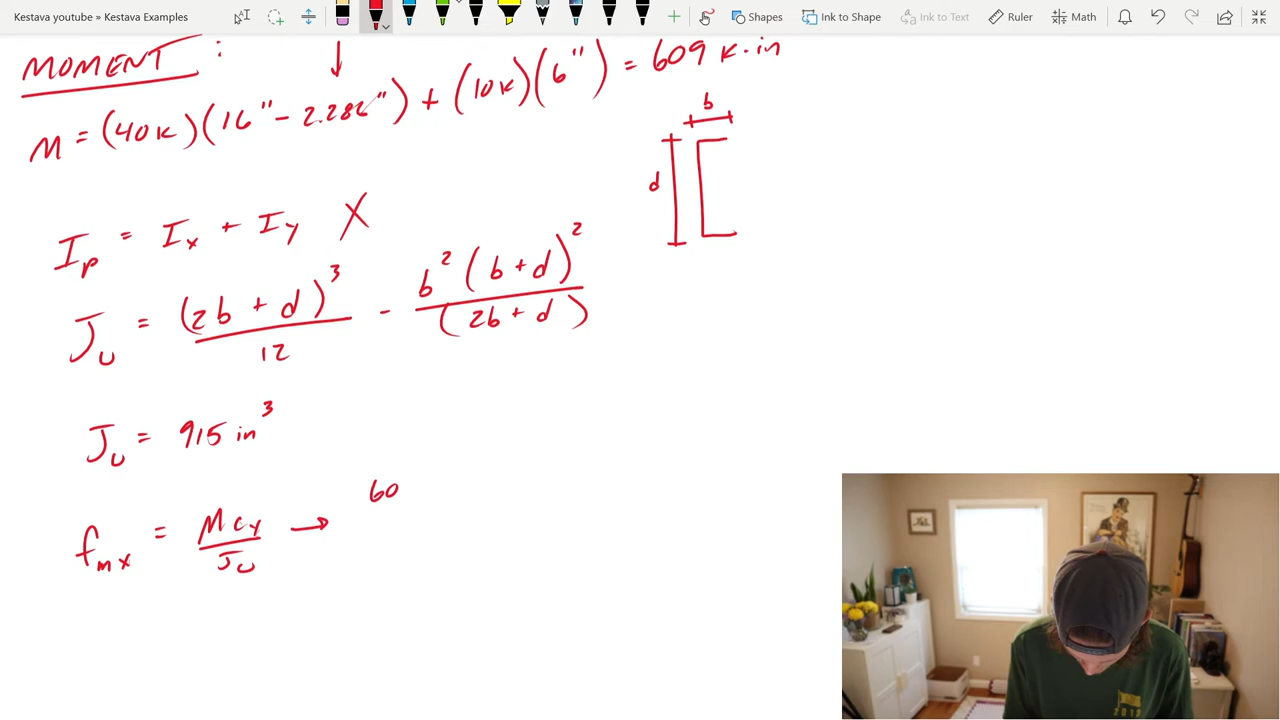 Kestava youtube » Kestava Examples
Shapes
Ink to Shape
Ink to Text
Ruler
Math
MOMENT :
M = (40k)(16" - 2.286") + (10k)(6") = 609 k·in
b
d
Ip = Ix + Iy X
Ju = (2b + d)³ / 12 - b²(b+d)² / (2b+d)
Ju = 915 in³
fmx = Mcy / Ju → 60